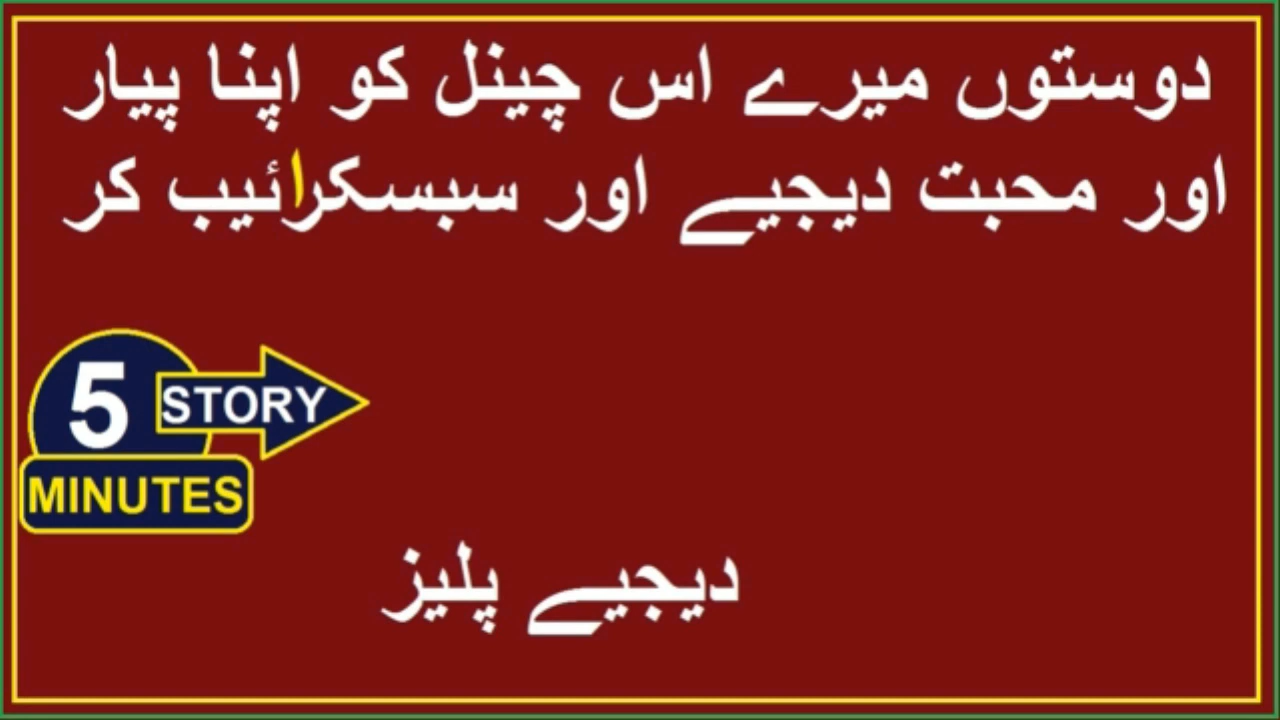 دوستوں میرے اس چینل کو اپنا پیار
اور محبت دیجیے اور سبسکرائیب کر
5
STORY
MINUTES
دیجیے پلیز